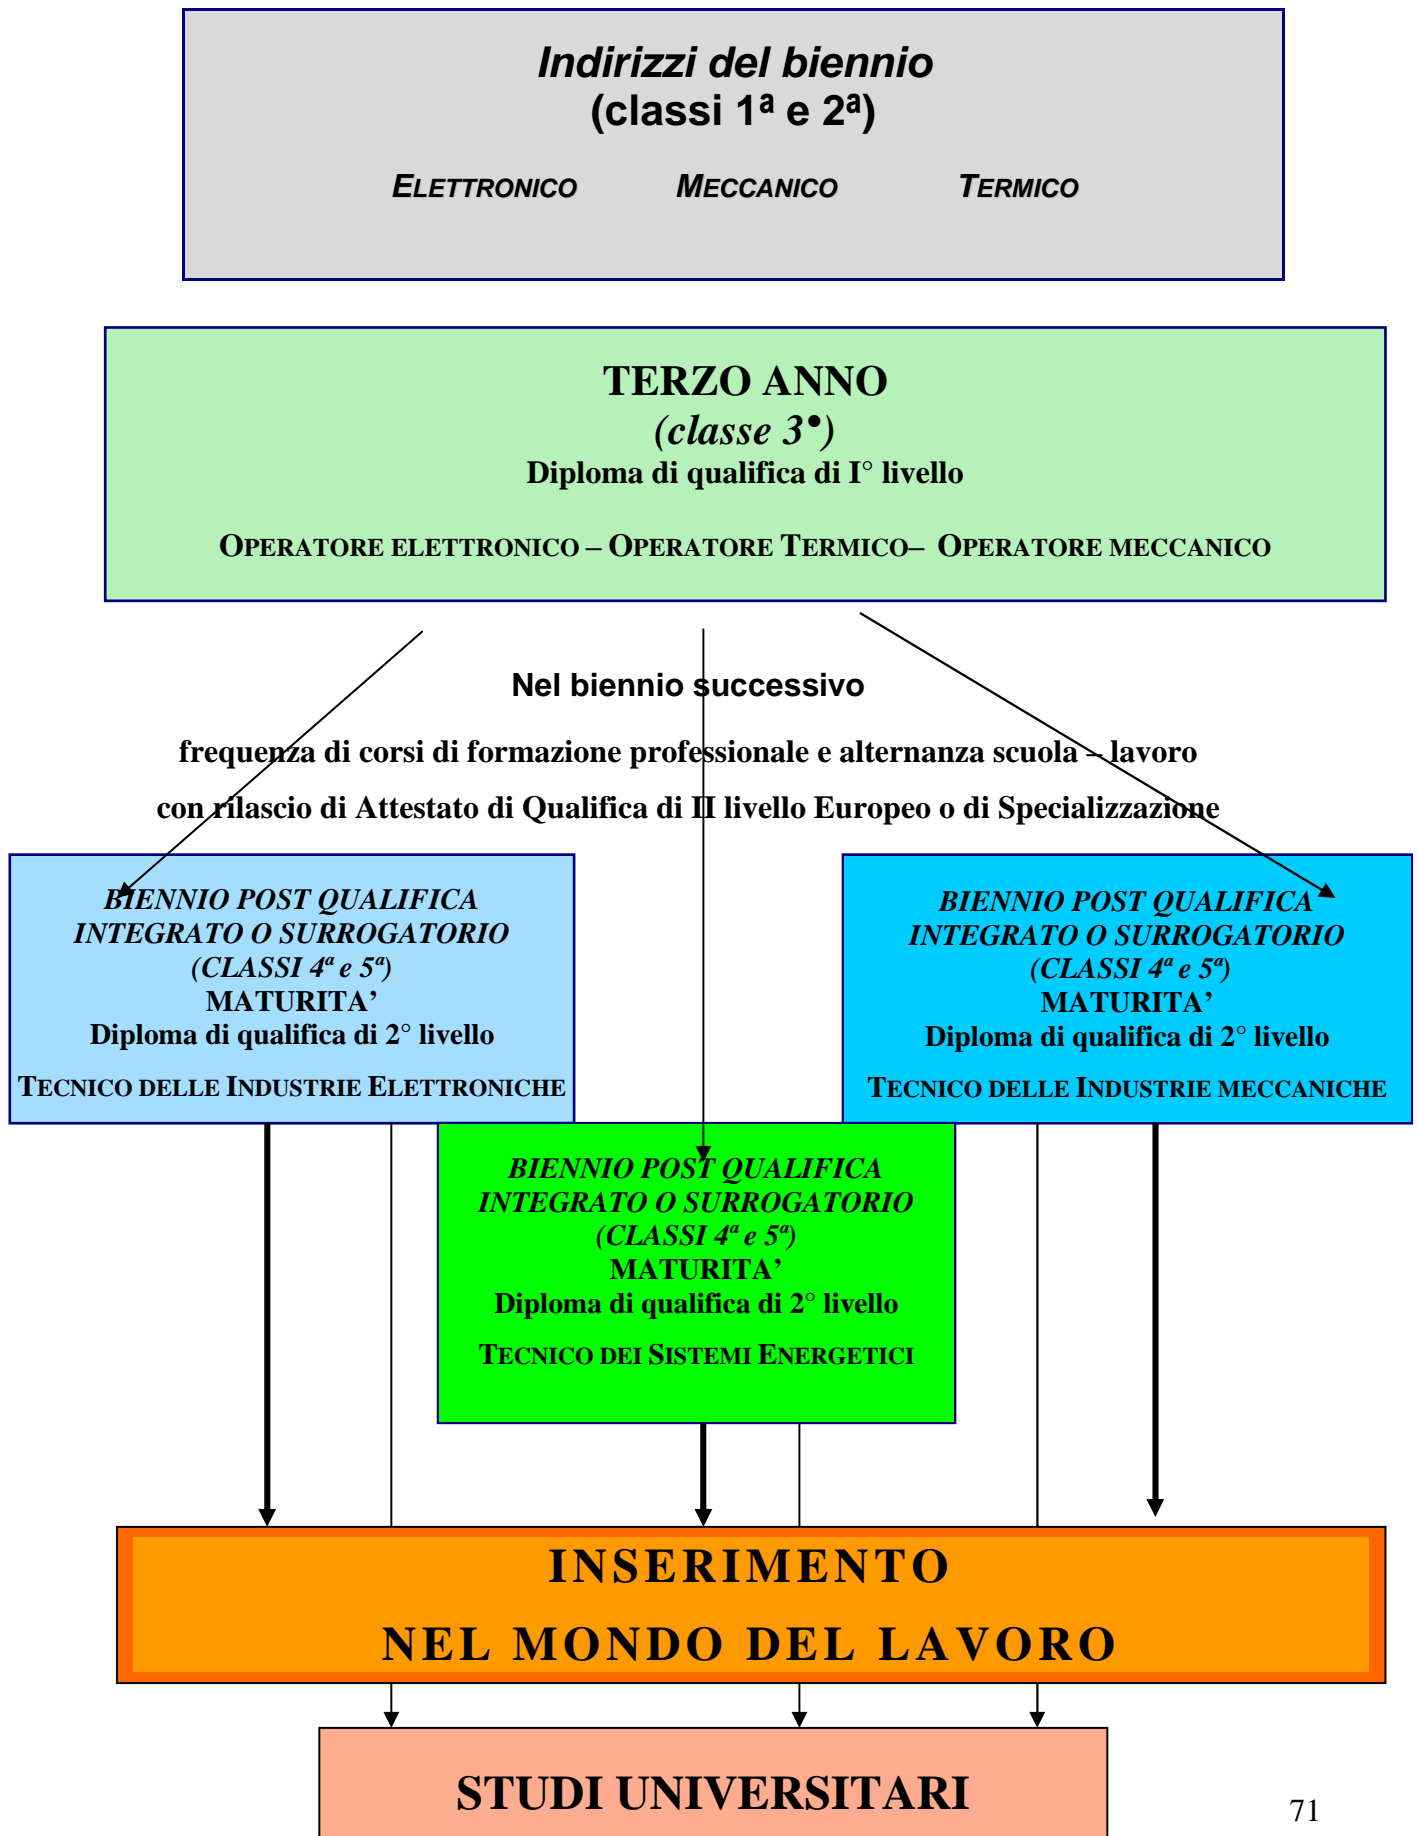 Indirizzi del biennio
(classi 1ª e 2ª)
ELETTRONICO MECCANICO TERMICO
TERZO ANNO
(classe 3•)
Diploma di qualifica di I° livello
OPERATORE ELETTRONICO – OPERATORE TERMICO– OPERATORE MECCANICO
Nel biennio successivo
frequenza di corsi di formazione professionale e alternanza scuola – lavoro
con rilascio di Attestato di Qualifica di II livello Europeo o di Specializzazione
BIENNIO POST QUALIFICA
INTEGRATO O SURROGATORIO
(CLASSI 4ª e 5ª)
MATURITA’
Diploma di qualifica di 2° livello
TECNICO DELLE INDUSTRIE ELETTRONICHE
BIENNIO POST QUALIFICA
INTEGRATO O SURROGATORIO
(CLASSI 4ª e 5ª)
MATURITA’
Diploma di qualifica di 2° livello
TECNICO DELLE INDUSTRIE MECCANICHE
BIENNIO POST QUALIFICA
INTEGRATO O SURROGATORIO
(CLASSI 4ª e 5ª)
MATURITA’
Diploma di qualifica di 2° livello
TECNICO DEI SISTEMI ENERGETICI
INSERIMENTO
NEL MONDO DEL LAVORO
STUDI UNIVERSITARI
71